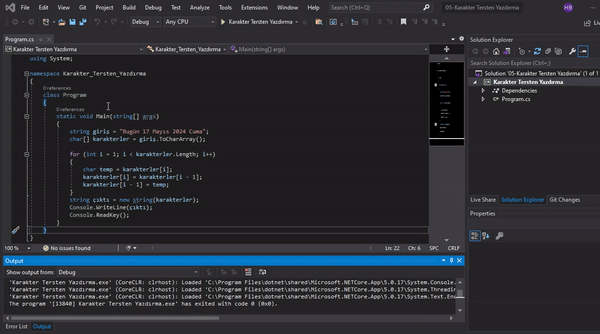 File Edit View Git Project Build Debug Test Analyze Tools Extensions Window Help Search (Ctrl+Q) 05-Karakter Tersten Yazdırma HB
Debug Any CPU Karakter Tersten Yazdırma
Program.cs
Karakter Tersten Yazdırma Karakter_Tersten_Yazdırma.Program Main(string[] args)
using System;
namespace Karakter_Tersten_Yazdırma
{
0 references
class Program
{
0 references
static void Main(string[] args)
{
string giriş = "Bugün 17 Mayıs 2024 Cuma";
char[] karakterler = giriş.ToCharArray();
for (int i = 1; i < karakterler.Length; i++)
{
char temp = karakterler[i];
karakterler[i] = karakterler[i - 1];
karakterler[i - 1] = temp;
}
string çıktı = new string(karakterler);
Console.WriteLine(çıktı);
Console.ReadKey();
}
}
}
100 % No issues found Ln: 22 Ch: 6 SPC CRLF
Solution Explorer
Search Solution Explorer (Ctrl+;)
Solution '05-Karakter Tersten Yazdırma' (1 of 1
Karakter Tersten Yazdırma
Dependencies
Program.cs
Live Share Solution Explorer Git Changes
Properties
Output
Show output from: Debug
'Karakter Tersten Yazdırma.exe' (CoreCLR: clrhost): Loaded 'C:\Program Files\dotnet\shared\Microsoft.NETCore.App\5.0.17\System.Console.
'Karakter Tersten Yazdırma.exe' (CoreCLR: clrhost): Loaded 'C:\Program Files\dotnet\shared\Microsoft.NETCore.App\5.0.17\System.Threadin
'Karakter Tersten Yazdırma.exe' (CoreCLR: clrhost): Loaded 'C:\Program Files\dotnet\shared\Microsoft.NETCore.App\5.0.17\System.Text.En
The program '[13840] Karakter Tersten Yazdırma.exe' has exited with code 0 (0x0).
Error List Output